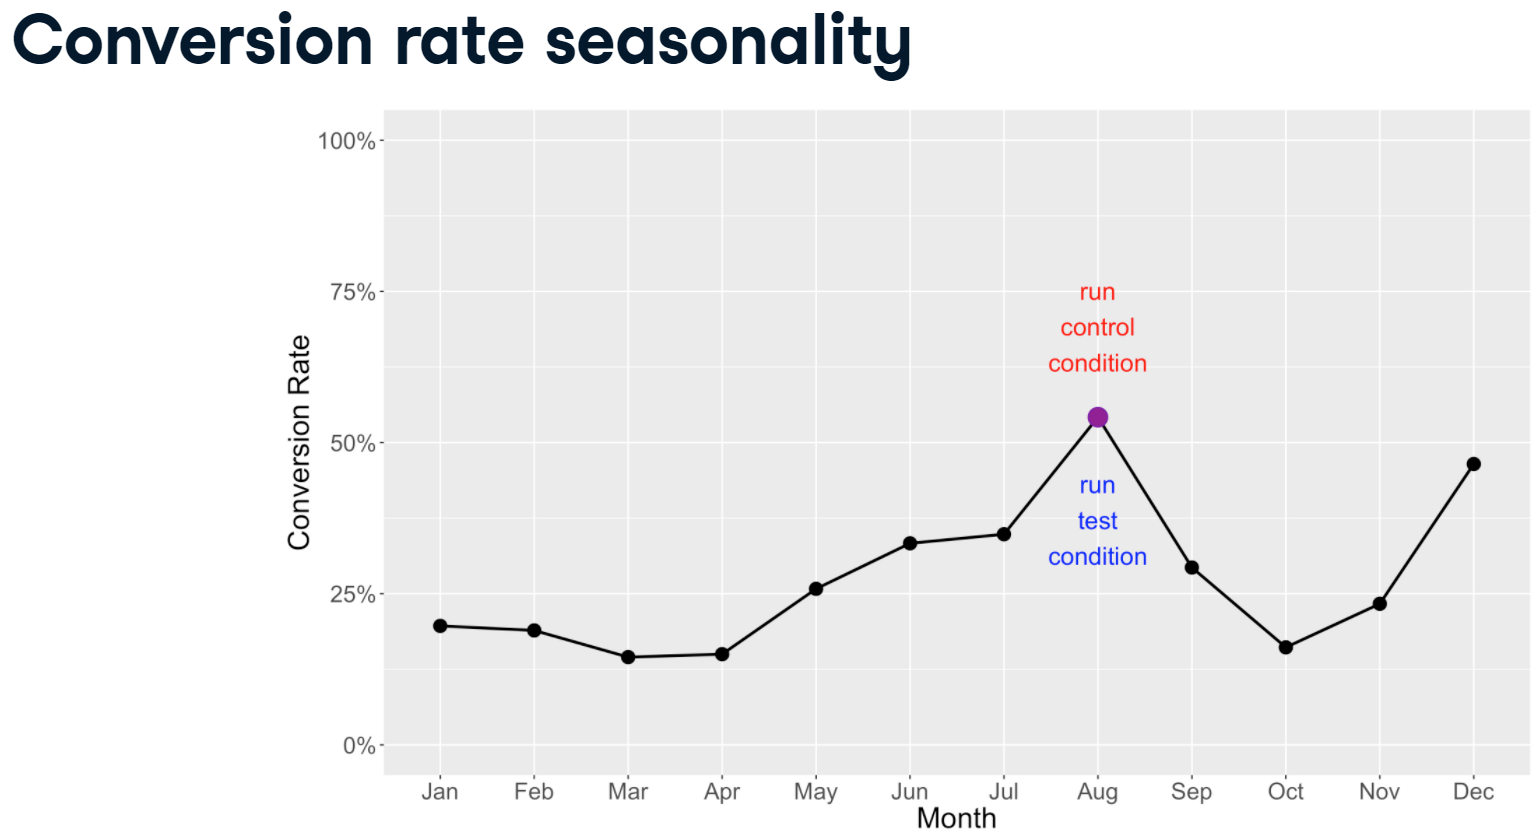 Conversion rate seasonality
100%
75%
50%
25%
0%
Conversion Rate
run
control
condition
run
test
condition
Jan Feb Mar Apr May Jun Jul Aug Sep Oct Nov Dec
Month